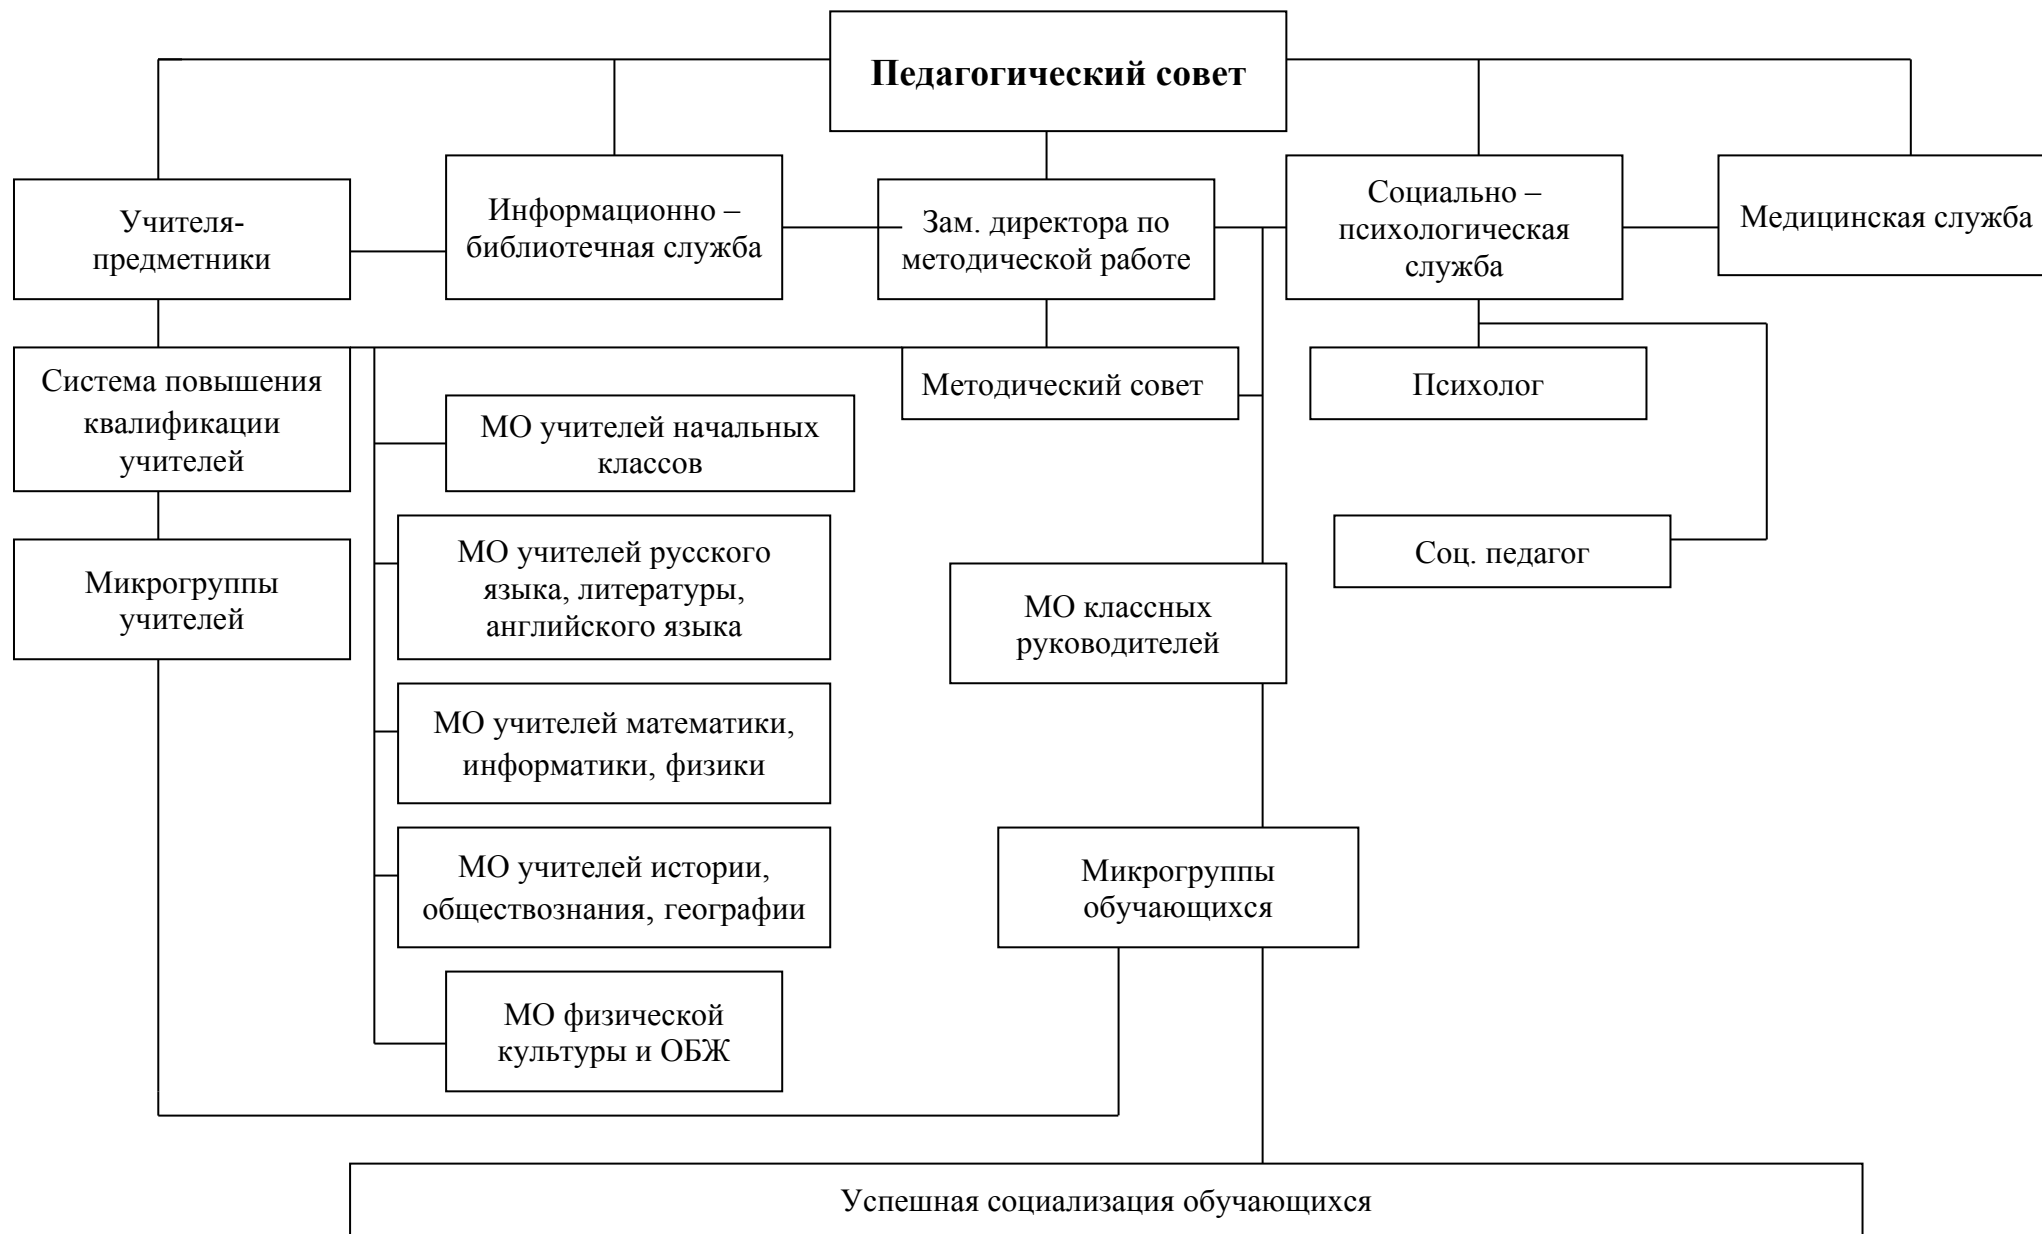 Педагогический совет
Учителя-
предметники
Информационно –
библиотечная служба
Зам. директора по
методической работе
Социально –
психологическая
служба
Медицинская служба
Система повышения
квалификации
учителей
Методический совет
Психолог
МО учителей начальных
классов
Микрогруппы
учителей
МО учителей русского
языка, литературы,
английского языка
Соц. педагог
МО классных
руководителей
МО учителей математики,
информатики, физики
МО учителей истории,
обществознания, географии
Микрогруппы
обучающихся
МО физической
культуры и ОБЖ
Успешная социализация обучающихся